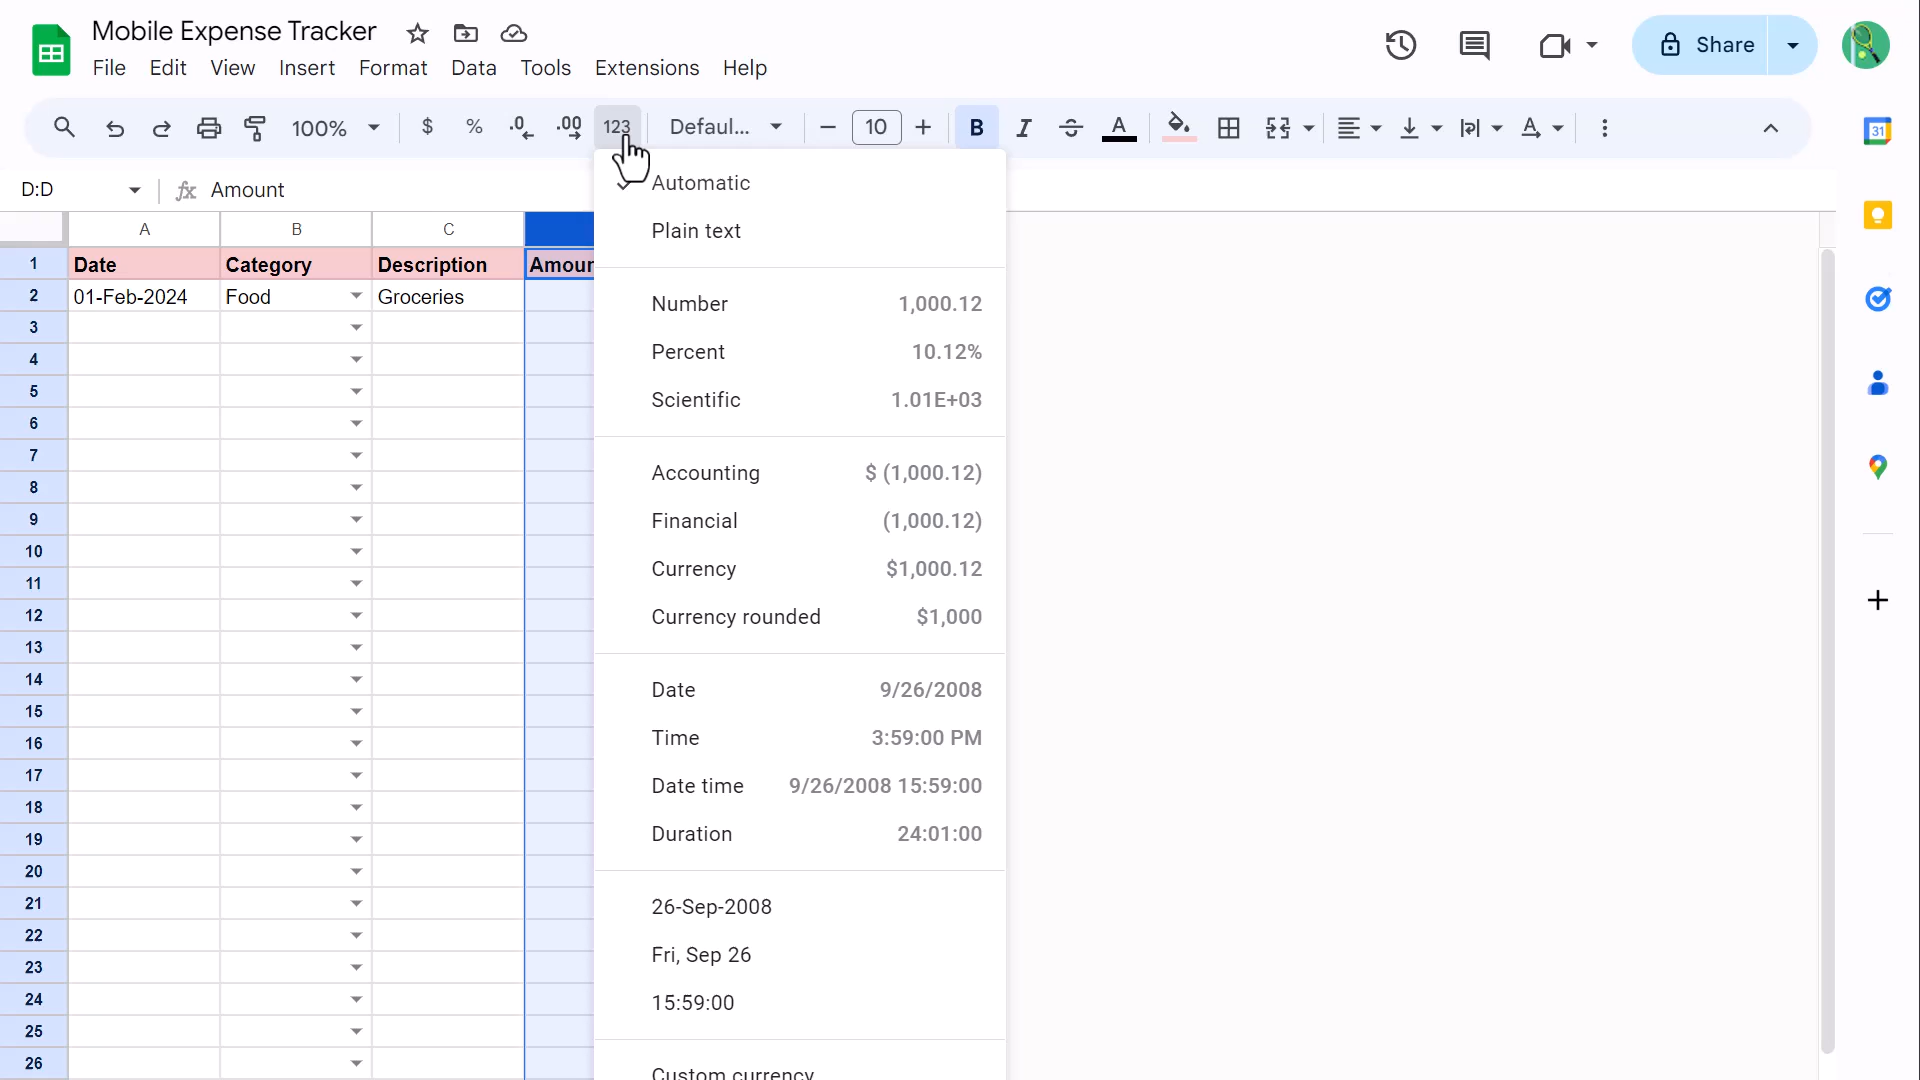 Mobile Expense Tracker
File Edit View Insert Format Data Tools Extensions Help
Share
100% $ % .0 .00 123 Defaul... 10 B I A A
31
D:D fx Amount
A B C
1 Date Category Description Amoun
2 01-Feb-2024 Food Groceries
3
4
5
6
7
8
9
10
11
12
13
14
15
16
17
18
19
20
21
22
23
24
25
26
Automatic
Plain text
Number 1,000.12
Percent 10.12%
Scientific 1.01E+03
Accounting $ (1,000.12)
Financial (1,000.12)
Currency $1,000.12
Currency rounded $1,000
Date 9/26/2008
Time 3:59:00 PM
Date time 9/26/2008 15:59:00
Duration 24:01:00
26-Sep-2008
Fri, Sep 26
15:59:00
Custom currency